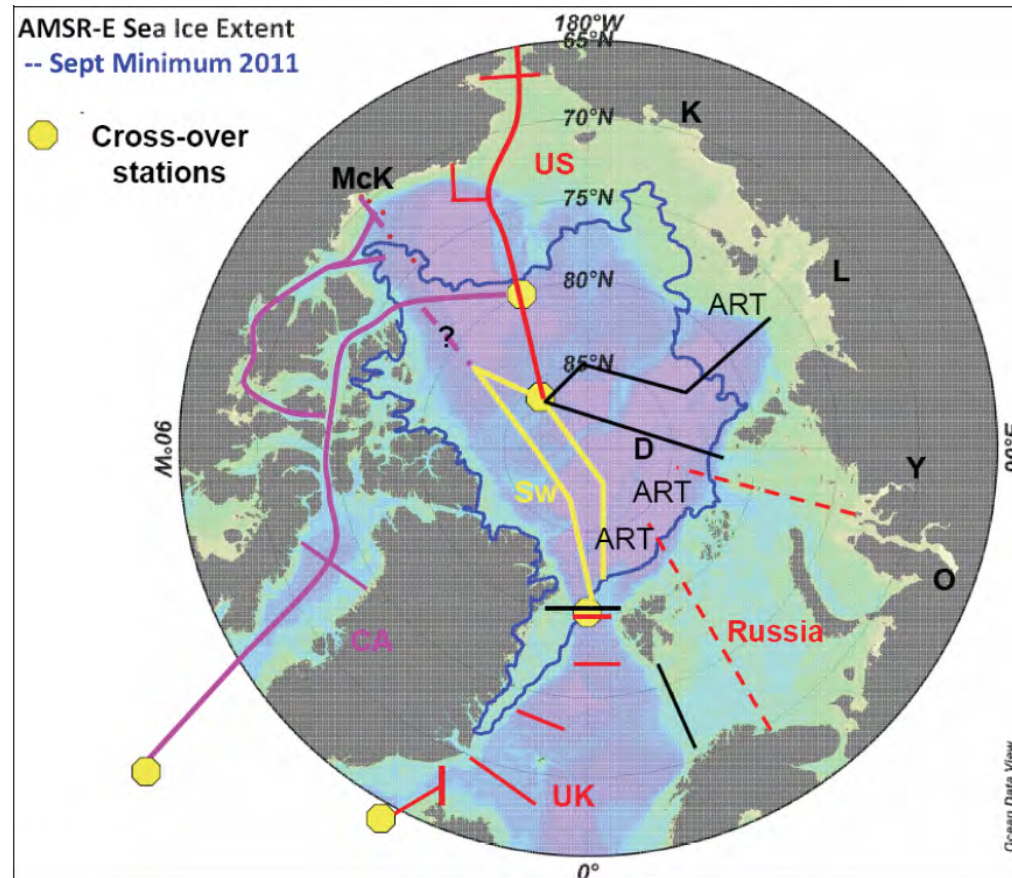 AMSR-E Sea Ice Extent
-- Sept Minimum 2011
Cross-over
stations
180°W
65°N
70°N
K
McK
US
75°N
L
80°N
ART
?
85°N
90°W
D
Y
90°E
Sw
ART
ART
O
Russia
CA
UK
Ocean Data View
0°